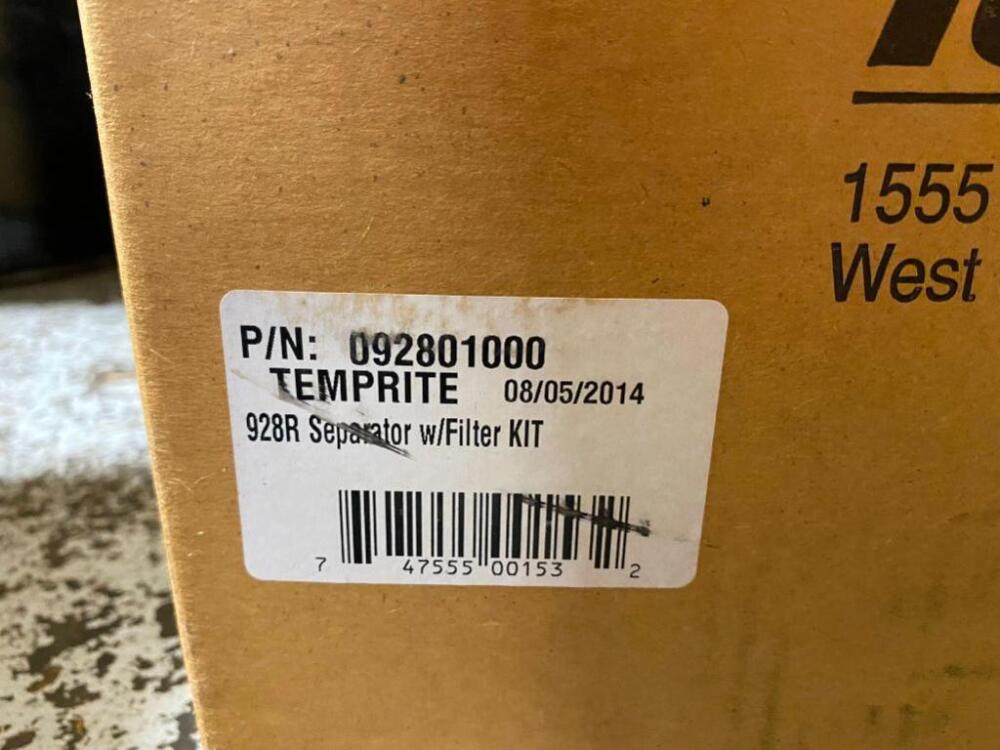 1555
West
P/N: 092801000
TEMPRITE 08/05/2014
928R Separator w/Filter KIT
7 47555 00153 2